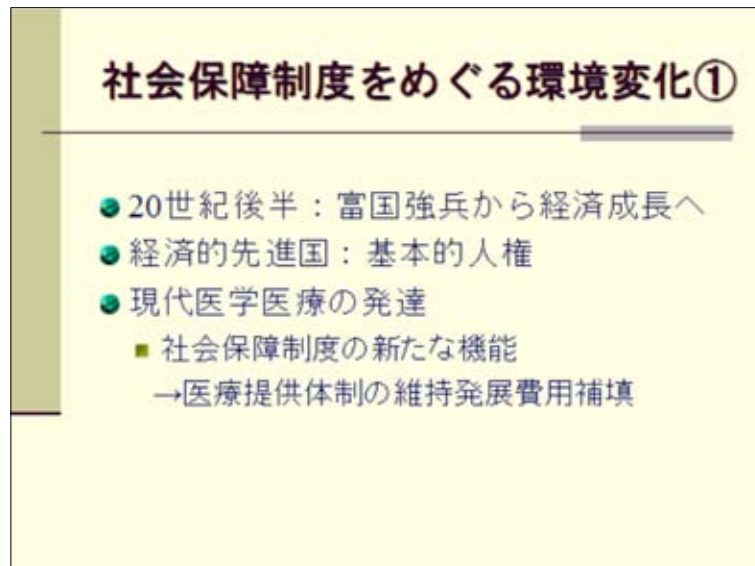 社会保障制度をめぐる環境変化①
20世紀後半：富国強兵から経済成長へ
経済的先進国：基本的人権
現代医学医療の発達
社会保障制度の新たな機能
→医療提供体制の維持発展費用補填